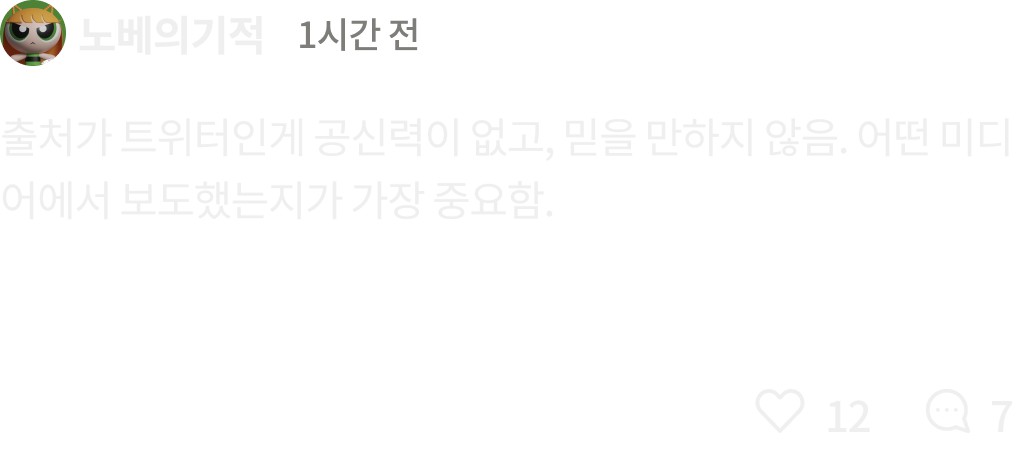 노베의기적 1시간 전
출처가 트위터인게 공신력이 없고, 믿을 만하지 않음. 어떤 미디
어에서 보도했는지가 가장 중요함.
12 7